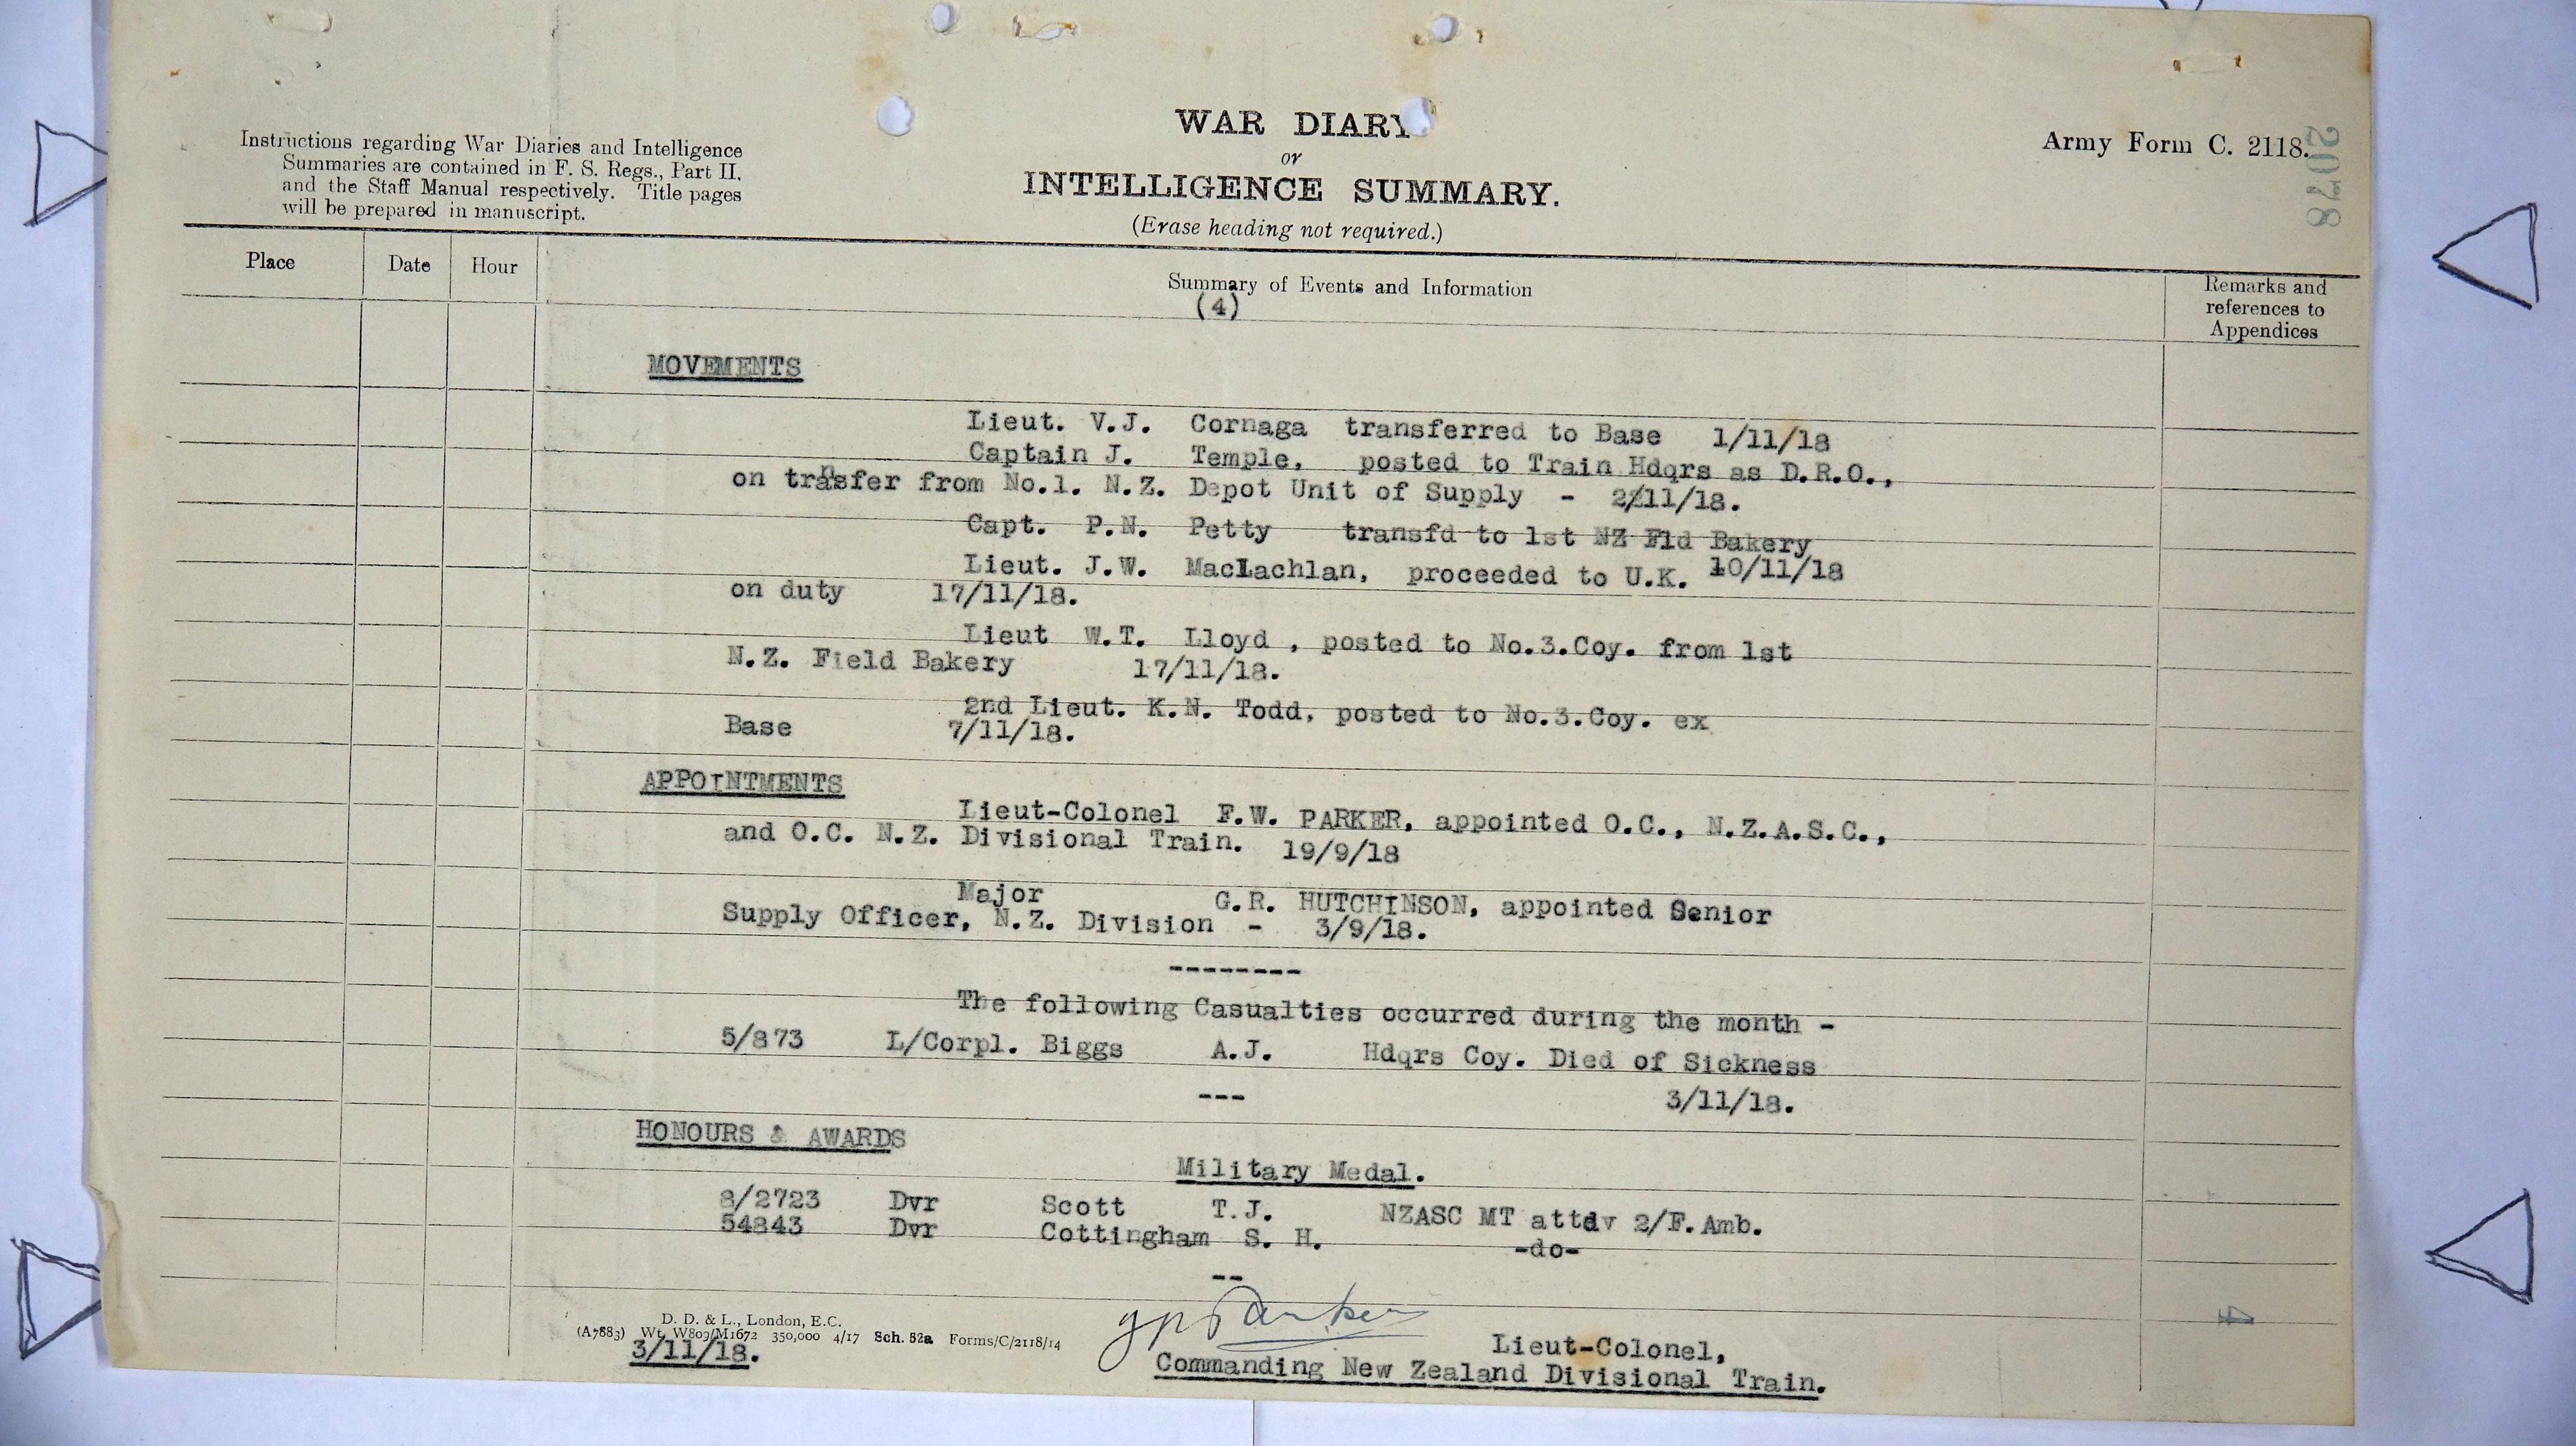 Instructions regarding War Diaries and Intelligence
Summaries are contained in F. S. Regs., Part II.
and the Staff Manual respectively. Title pages
will be prepared in manuscript.
WAR DIARY
or
INTELLIGENCE SUMMARY.
(Erase heading not required.)
Army Form C. 2118.
2078
Place Date Hour Summary of Events and Information Remarks and references to Appendices
(4)
MOVEMENTS
Lieut. V.J. Cornaga transferred to Base 1/11/18
Captain J. Temple, posted to Train Hdqrs as D.R.O.,
on transfer from No.1. N.Z. Depot Unit of Supply - 2/11/18.
Capt. P.N. Petty transfd to 1st NZ Fld Bakery
10/11/18
Lieut. J.W. MacLachlan, proceeded to U.K.
on duty 17/11/18.
Lieut W.T. Lloyd , posted to No.3.Coy. from 1st
N.Z. Field Bakery 17/11/18.
2nd Lieut. K.N. Todd, posted to No.3.Coy. ex
Base 7/11/18.
APPOINTMENTS
Lieut-Colonel F.W. PARKER, appointed O.C., N.Z.A.S.C.,
and O.C. N.Z. Divisional Train. 19/9/18
Major G.R. HUTCHINSON, appointed Senior
Supply Officer, N.Z. Division - 3/9/18.
--------
The following Casualties occurred during the month -
5/873 L/Corpl. Biggs A.J. Hdqrs Coy. Died of Sickness
3/11/18.
---
HONOURS & AWARDS
Military Medal.
8/2723 Dvr Scott T.J. NZASC MT attdv 2/F.Amb.
54843 Dvr Cottingham S. H. -do-
--
D. D. & L., London, E.C.
(A7883) Wt. W809/M1672 350,000 4/17 Sch. 52a Forms/C/2118/14
3/11/18.
Parker
Lieut-Colonel,
Commanding New Zealand Divisional Train.
4